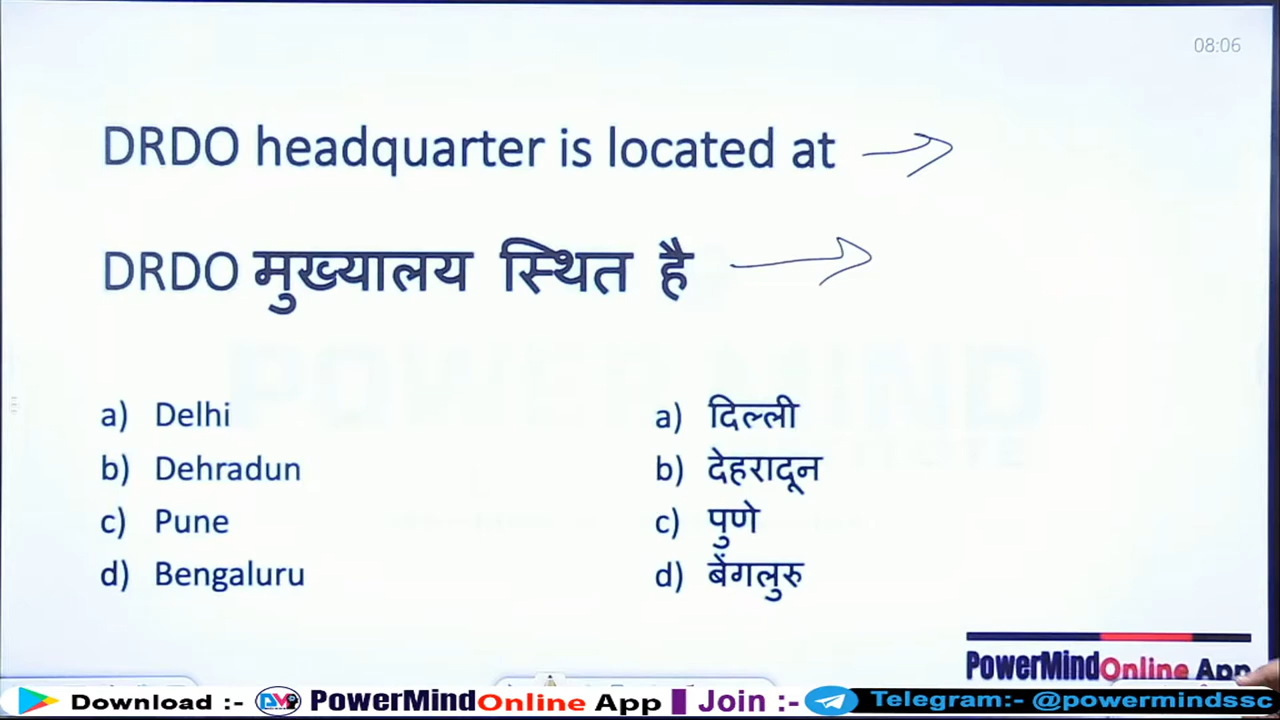 08:06
DRDO headquarter is located at
DRDO मुख्यालय स्थित है
a) Delhi
b) Dehradun
c) Pune
d) Bengaluru
a) दिल्ली
b) देहरादून
c) पुणे
d) बेंगलुरु
PowerMindOnline App
Download :- PowerMindOnline App Join :- Telegram:- @powermindssc